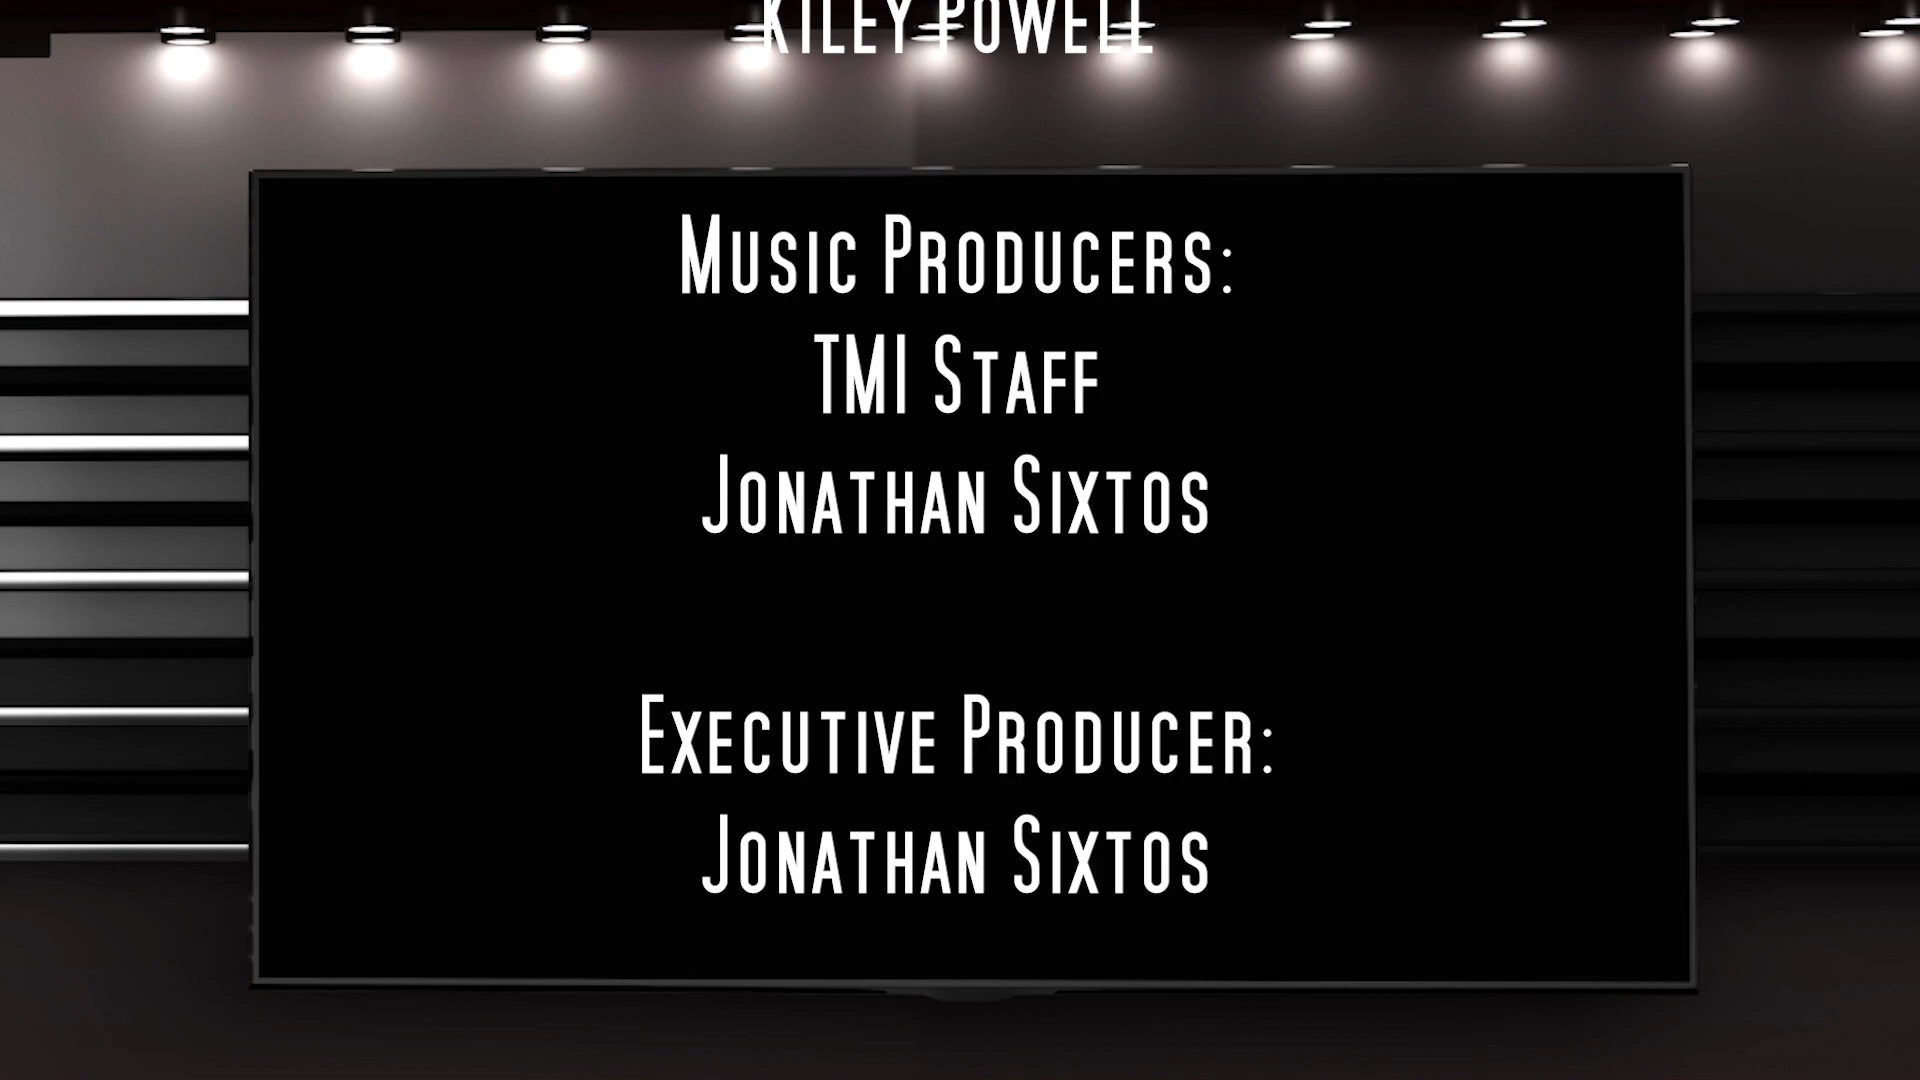 Kiley Powell
Music Producers:
TMI Staff
Jonathan Sixtos
Executive Producer:
Jonathan Sixtos